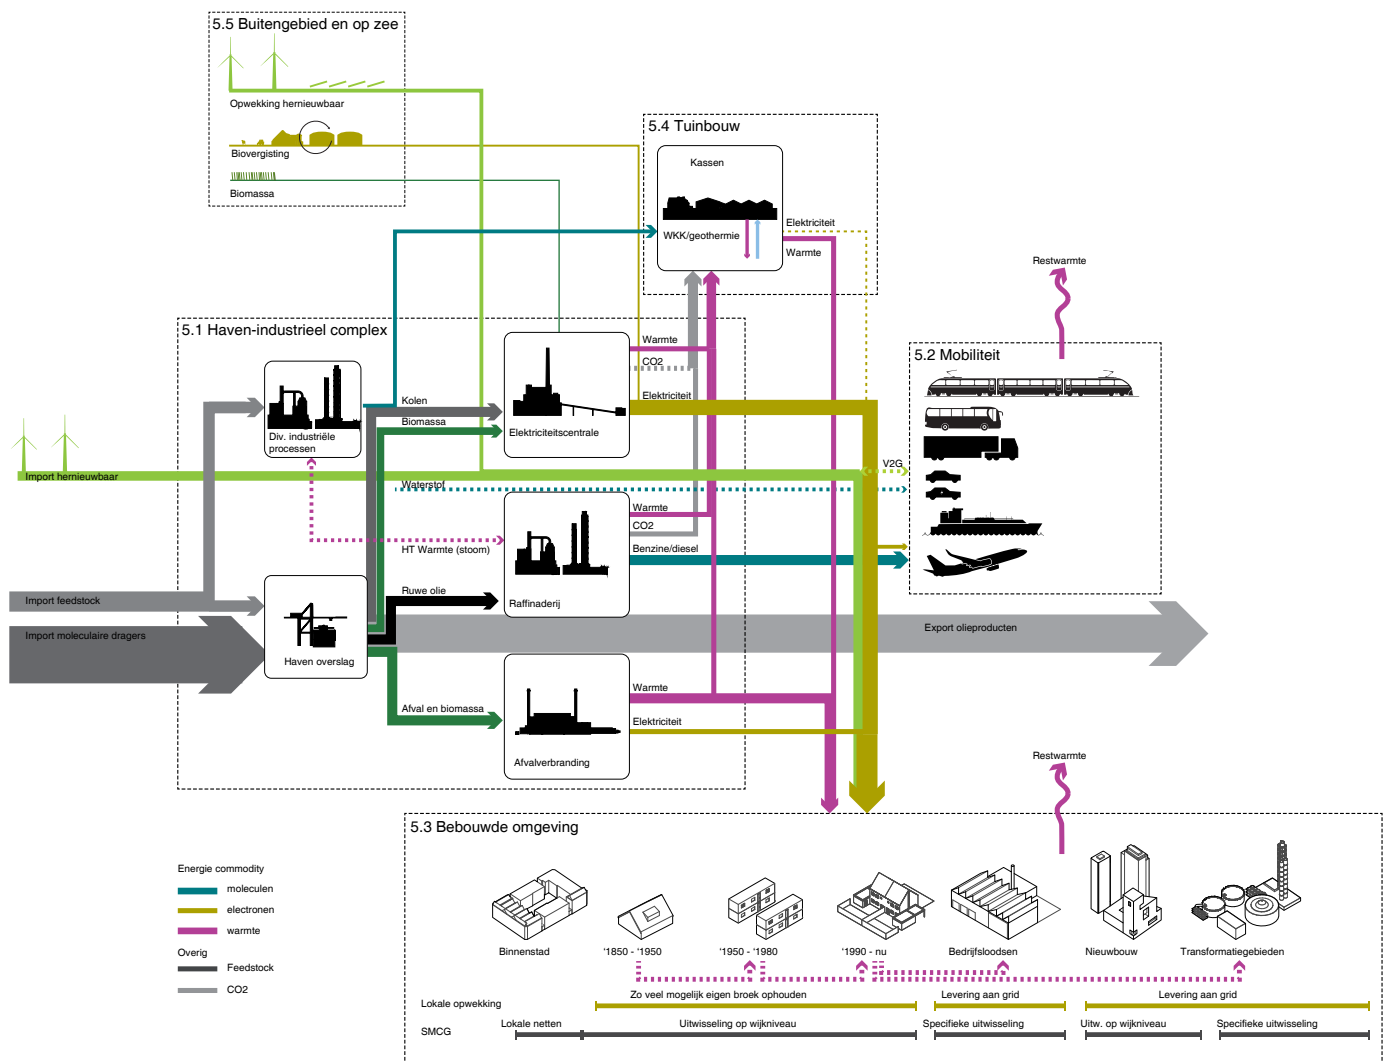 5.5 Buitengebied en op zee
Opwekking hernieuwbaar
Biovergisting
Biomassa
5.4 Tuinbouw
Kassen
WKK/geothermie
Elektriciteit
Warmte
Restwarmte
5.1 Haven-industrieel complex
Div. industriële
processen
Kolen
Biomassa
Elektriciteitscentrale
Warmte
CO2
Elektriciteit
5.2 Mobiliteit
V2G
Import hernieuwbaar
Waterstof
HT Warmte (stoom)
Warmte
CO2
Benzine/diesel
Raffinaderij
Ruwe olie
Import feedstock
Import moleculaire dragers
Haven overslag
Export olieproducten
Afval en biomassa
Warmte
Elektriciteit
Afvalverbranding
Restwarmte
5.3 Bebouwde omgeving
Binnenstad
'1850 - '1950
'1950 - '1980
'1990 - nu
Bedrijfsloodsen
Nieuwbouw
Transformatiegebieden
Lokale opwekking
Zo veel mogelijk eigen broek ophouden
Levering aan grid
Levering aan grid
SMCG
Lokale netten
Uitwisseling op wijkniveau
Specifieke uitwisseling
Uitw. op wijkniveau
Specifieke uitwisseling
Energie commodity
moleculen
electronen
warmte
Overig
Feedstock
CO2